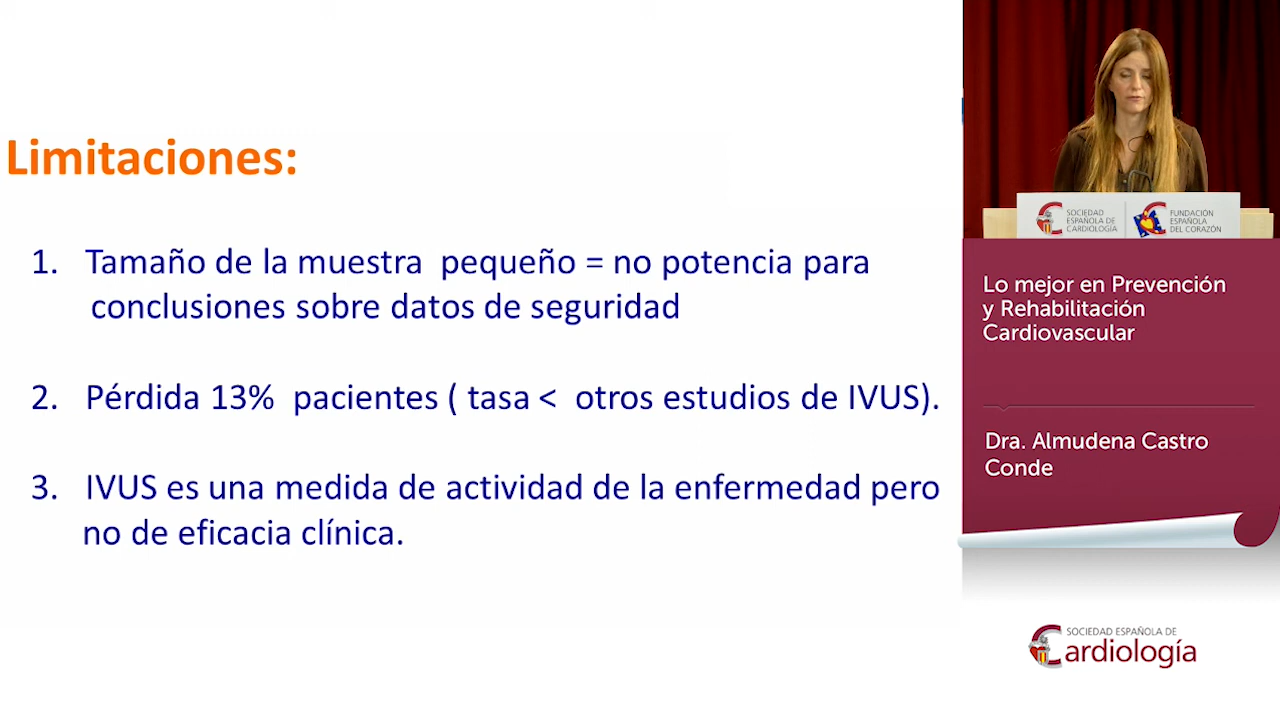 Limitaciones:
1. Tamaño de la muestra pequeño = no potencia para
conclusiones sobre datos de seguridad
2. Pérdida 13% pacientes ( tasa < otros estudios de IVUS).
3. IVUS es una medida de actividad de la enfermedad pero
no de eficacia clínica.
SOCIEDAD
ESPAÑOLA DE
CARDIOLOGÍA
FUNDACIÓN
ESPAÑOLA
DEL CORAZÓN
Lo mejor en Prevención
y Rehabilitación
Cardiovascular
Dra. Almudena Castro
Conde
SOCIEDAD ESPAÑOLA DE
Cardiología